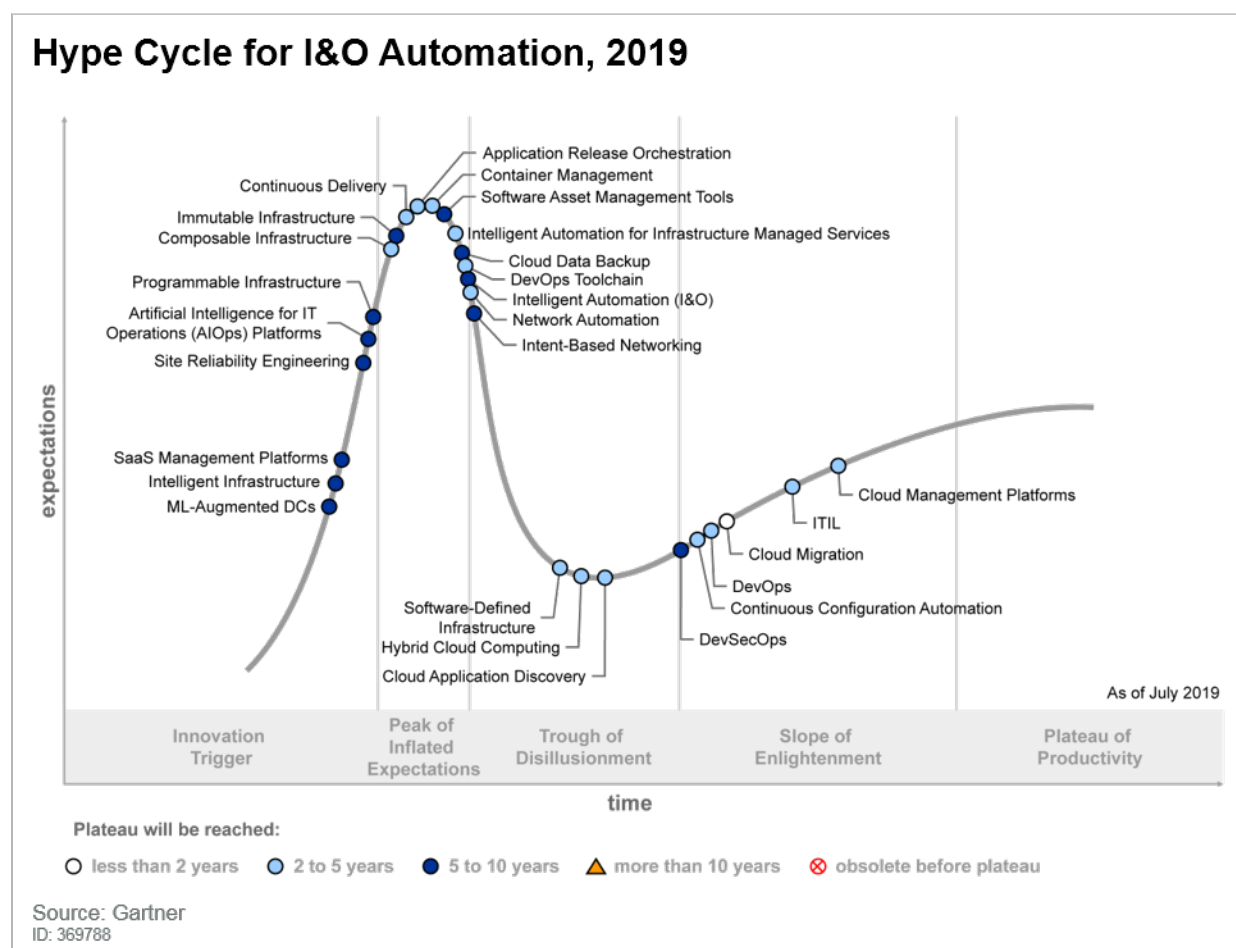 Hype Cycle for I&O Automation, 2019
Application Release Orchestration
Container Management
Continuous Delivery
Software Asset Management Tools
Immutable Infrastructure
Intelligent Automation for Infrastructure Managed Services
Composable Infrastructure
Cloud Data Backup
DevOps Toolchain
Programmable Infrastructure
Intelligent Automation (I&O)
Artificial Intelligence for IT
Operations (AIOps) Platforms
Network Automation
Intent-Based Networking
Site Reliability Engineering
SaaS Management Platforms
Intelligent Infrastructure
ML-Augmented DCs
expectations
Cloud Management Platforms
ITIL
Cloud Migration
DevOps
Continuous Configuration Automation
DevSecOps
Software-Defined
Infrastructure
Hybrid Cloud Computing
Cloud Application Discovery
As of July 2019
Innovation
Trigger
Peak of
Inflated
Expectations
Trough of
Disillusionment
Slope of
Enlightenment
Plateau of
Productivity
time
Plateau will be reached:
less than 2 years
2 to 5 years
5 to 10 years
more than 10 years
obsolete before plateau
Source: Gartner
ID: 369788